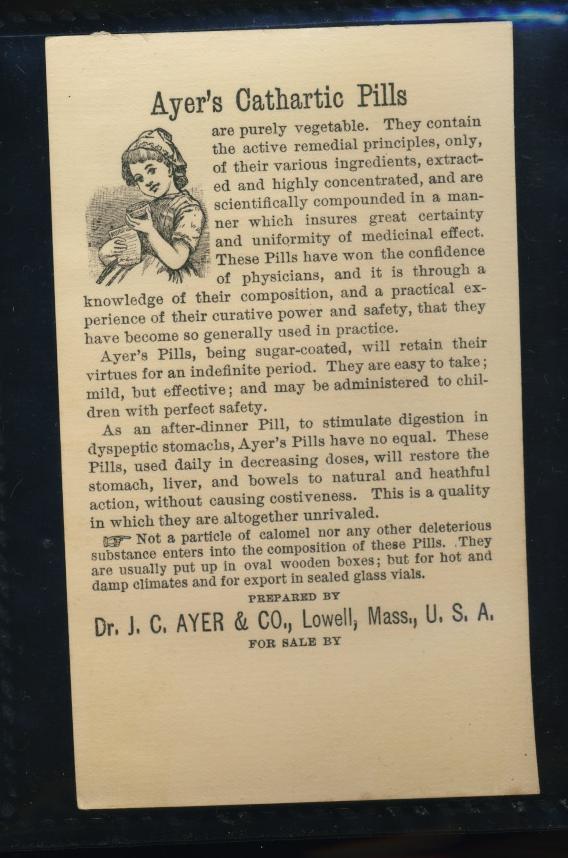 Ayer's Cathartic Pills
are purely vegetable. They contain
the active remedial principles, only,
of their various ingredients, extract-
ed and highly concentrated, and are
scientifically compounded in a man-
ner which insures great certainty
and uniformity of medicinal effect.
These Pills have won the confidence
of physicians, and it is through a
knowledge of their composition, and a practical ex-
perience of their curative power and safety, that they
have become so generally used in practice.
Ayer's Pills, being sugar-coated, will retain their
virtues for an indefinite period. They are easy to take;
mild, but effective; and may be administered to chil-
dren with perfect safety.
As an after-dinner Pill, to stimulate digestion in
dyspeptic stomachs, Ayer's Pills have no equal. These
Pills, used daily in decreasing doses, will restore the
stomach, liver, and bowels to natural and heathful
action, without causing costiveness. This is a quality
in which they are altogether unrivaled.
☞ Not a particle of calomel nor any other deleterious
substance enters into the composition of these Pills. They
are usually put up in oval wooden boxes; but for hot and
damp climates and for export in sealed glass vials.
PREPARED BY
Dr. J. C. AYER & CO., Lowell, Mass., U. S. A.
FOR SALE BY